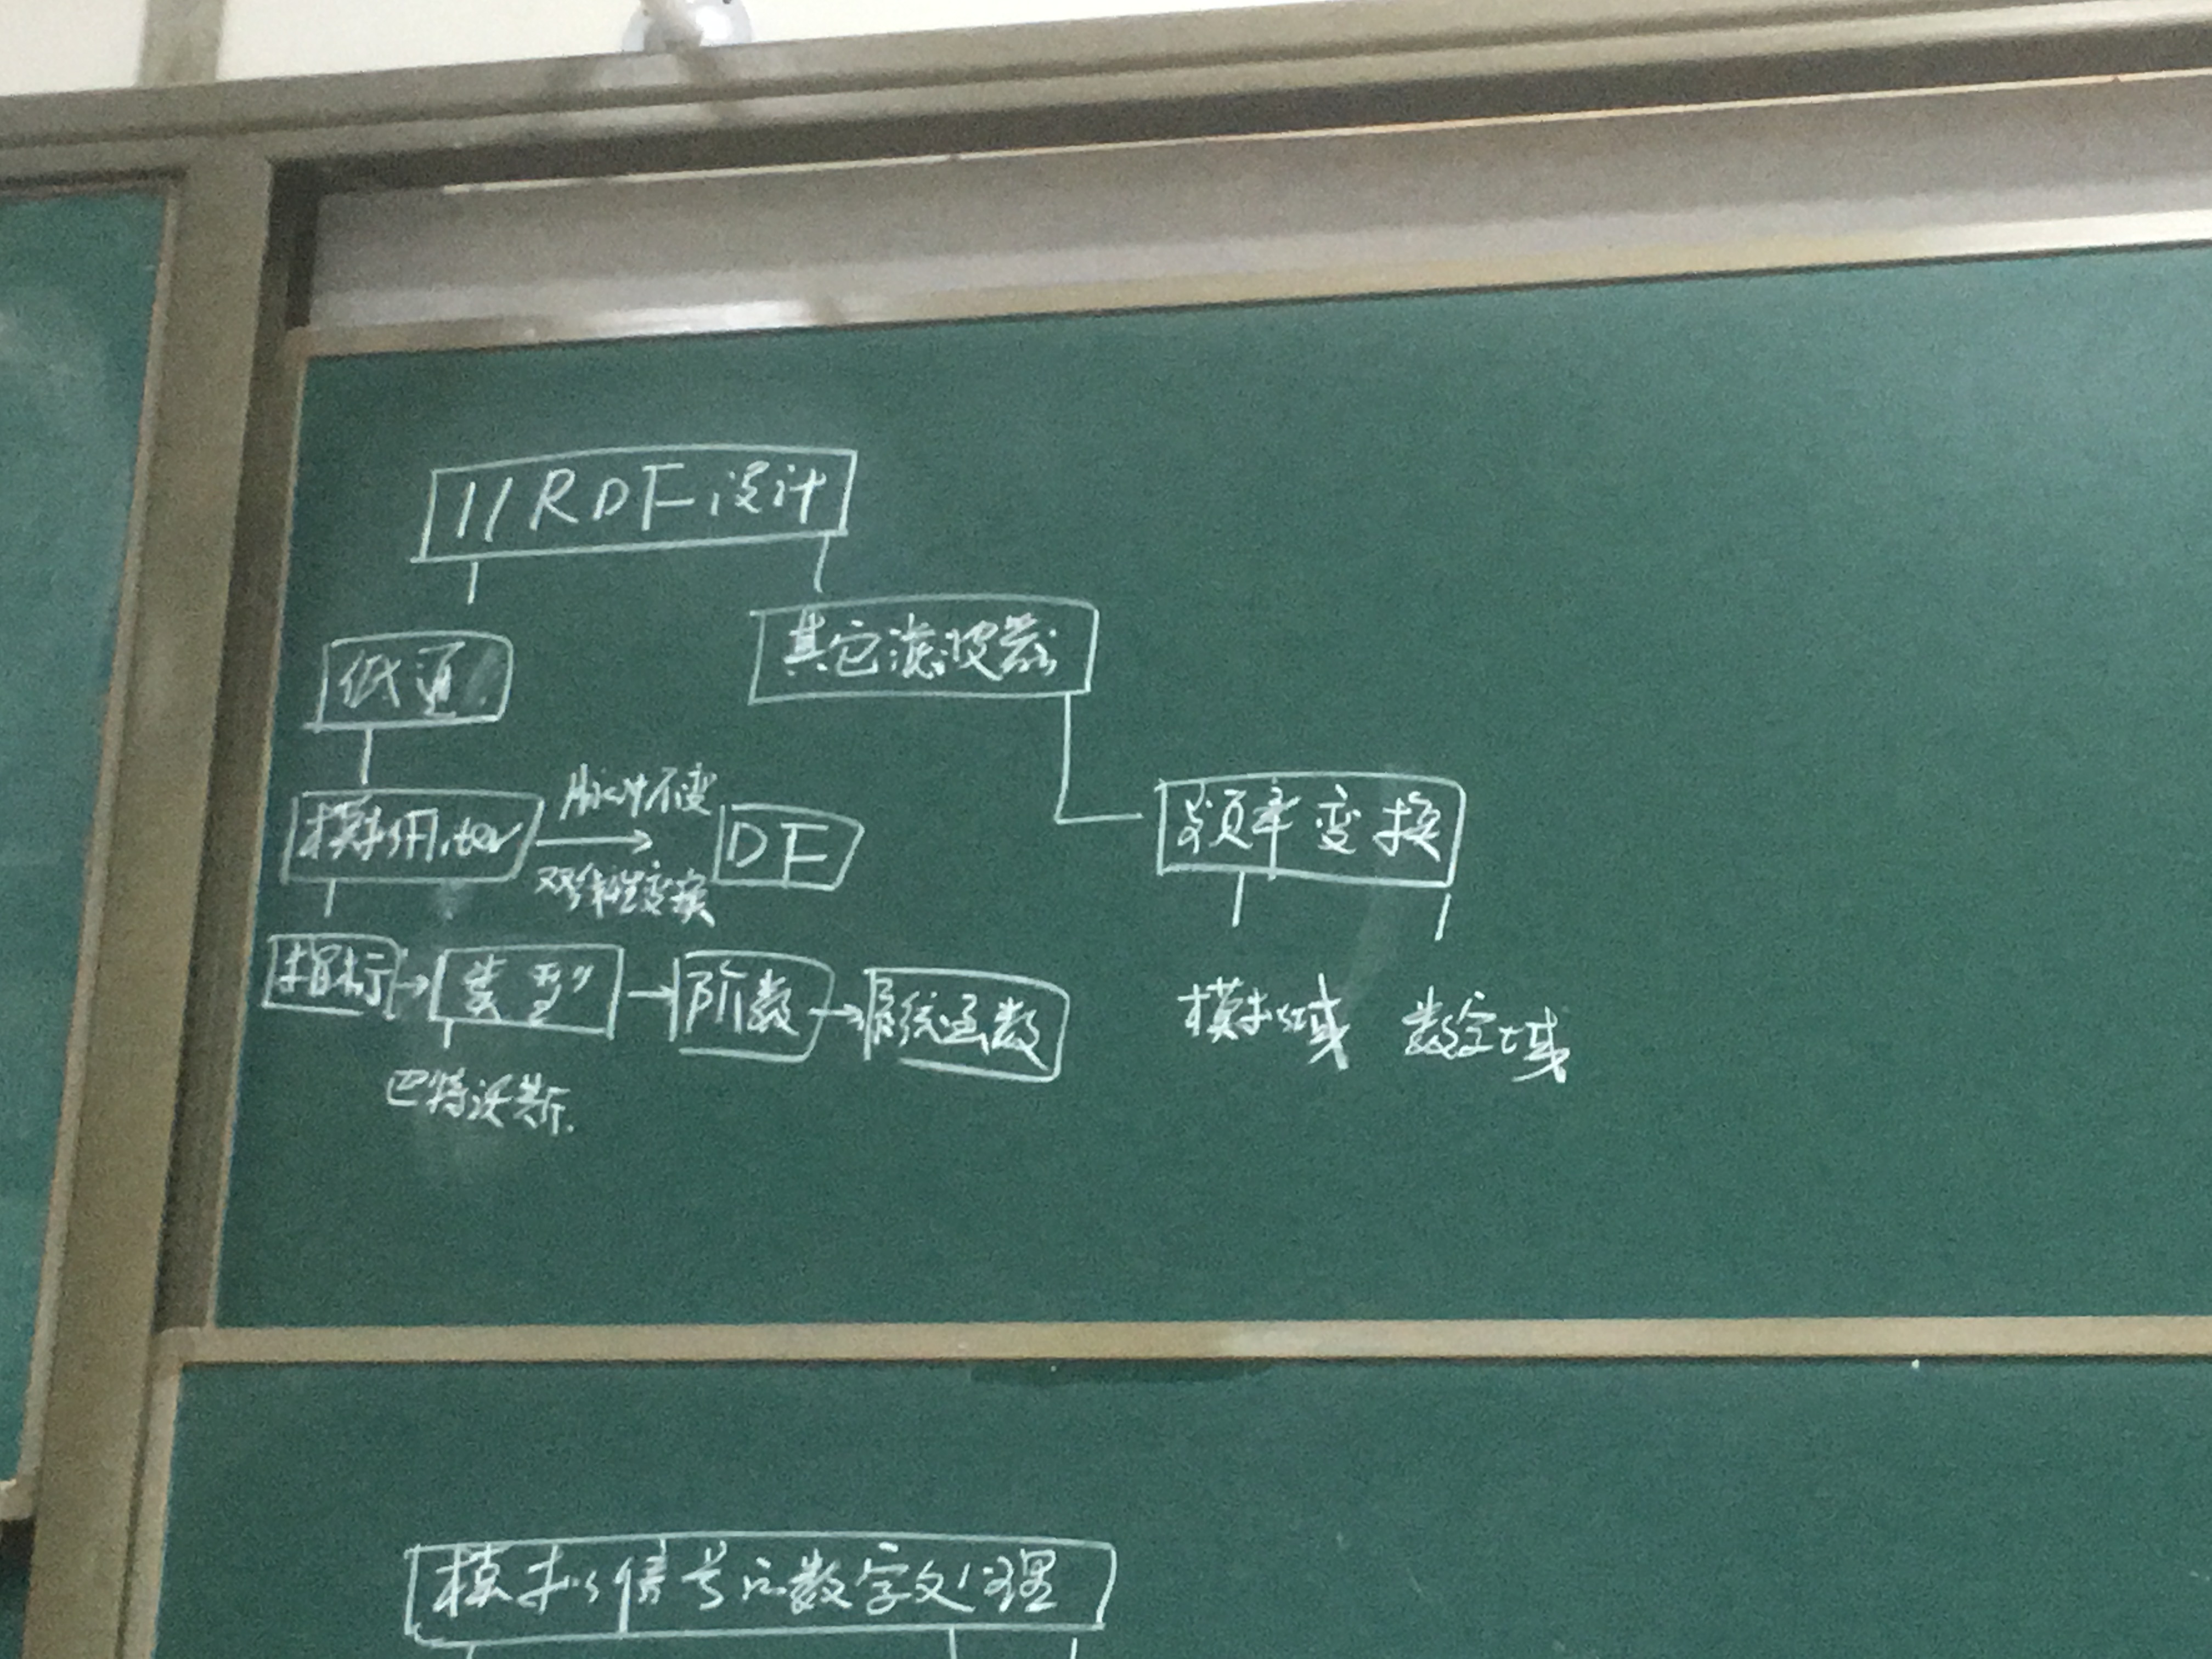 IIRDF设计
其它滤波器
低通
频率变换
模拟Filter
脉冲不变
双线性变换
DF
指标
类型
阶数
系统函数
模拟域
数字域
巴特沃斯.
模拟信号的数字处理